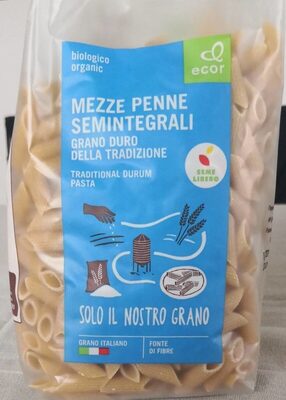 biologico
organic
ecor
MEZZE PENNE
SEMINTEGRALI
GRANO DURO
DELLA TRADIZIONE
TRADITIONAL DURUM
PASTA
SEME
LIBERO
SOLO IL NOSTRO GRANO
GRANO ITALIANO
FONTE
DI FIBRE